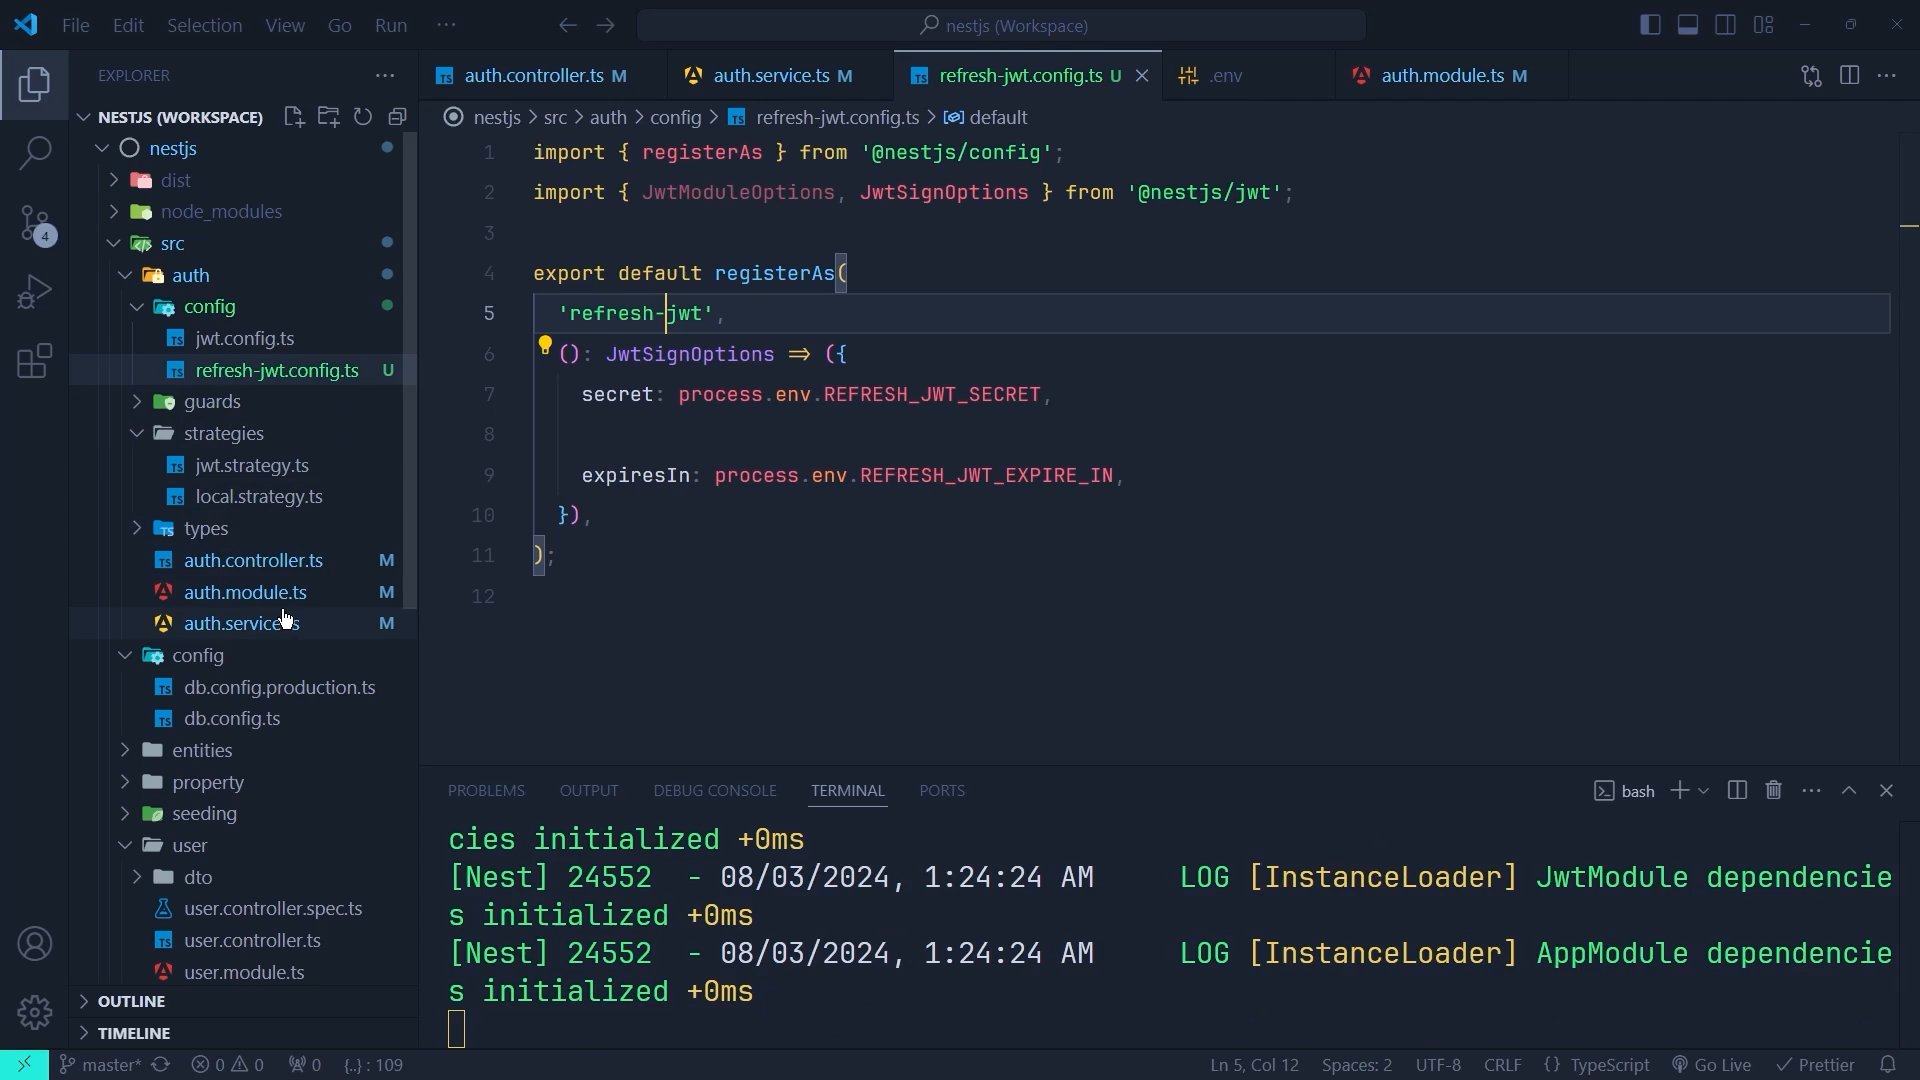 File Edit Selection View Go Run ···
nestjs (Workspace)
EXPLORER
NESTJS (WORKSPACE)
nestjs
dist
node_modules
src
auth
config
jwt.config.ts
refresh-jwt.config.ts U
guards
strategies
jwt.strategy.ts
local.strategy.ts
types
auth.controller.ts M
auth.module.ts M
auth.service.ts M
config
db.config.production.ts
db.config.ts
entities
property
seeding
user
dto
user.controller.spec.ts
user.controller.ts
user.module.ts
OUTLINE
TIMELINE
4
auth.controller.ts M
auth.service.ts M
refresh-jwt.config.ts U
.env
auth.module.ts M
nestjs > src > auth > config > refresh-jwt.config.ts > default
1 import { registerAs } from '@nestjs/config';
2 import { JwtModuleOptions, JwtSignOptions } from '@nestjs/jwt';
3
4 export default registerAs(
5 'refresh-jwt',
6 (): JwtSignOptions => ({
7 secret: process.env.REFRESH_JWT_SECRET,
8
9 expiresIn: process.env.REFRESH_JWT_EXPIRE_IN,
10 }),
11 );
12
PROBLEMS OUTPUT DEBUG CONSOLE TERMINAL PORTS
bash
cies initialized +0ms
[Nest] 24552 - 08/03/2024, 1:24:24 AM LOG [InstanceLoader] JwtModule dependencie
s initialized +0ms
[Nest] 24552 - 08/03/2024, 1:24:24 AM LOG [InstanceLoader] AppModule dependencie
s initialized +0ms
master* 0 0 0 {..} : 109
Ln 5, Col 12 Spaces: 2 UTF-8 CRLF {} TypeScript Go Live Prettier